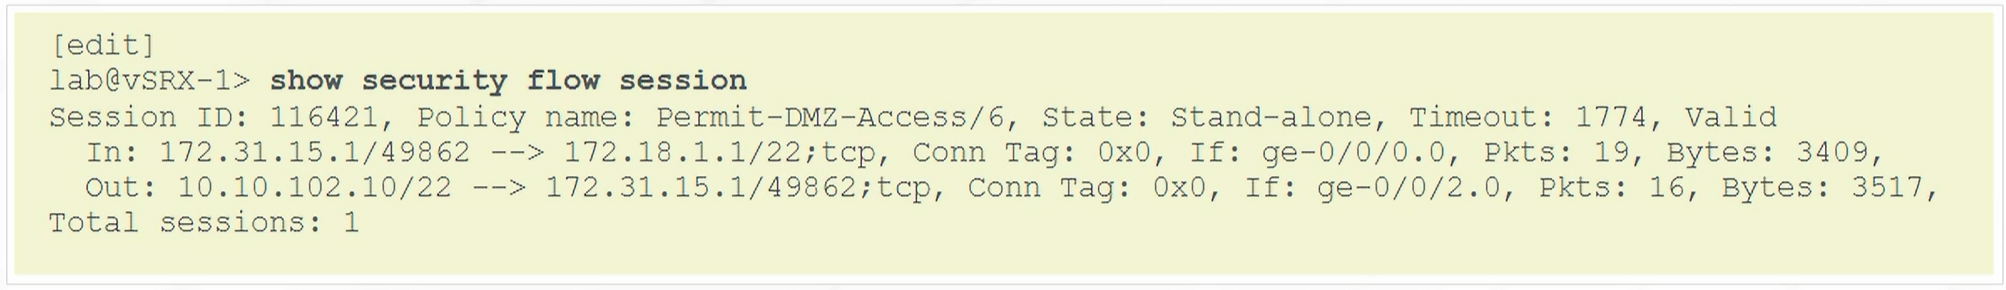 [edit]
lab@vSRX-1> show security flow session
Session ID: 116421, Policy name: Permit-DMZ-Access/6, State: Stand-alone, Timeout: 1774, Valid
In: 172.31.15.1/49862 --> 172.18.1.1/22;tcp, Conn Tag: 0x0, If: ge-0/0/0.0, Pkts: 19, Bytes: 3409,
Out: 10.10.102.10/22 --> 172.31.15.1/49862;tcp, Conn Tag: 0x0, If: ge-0/0/2.0, Pkts: 16, Bytes: 3517,
Total sessions: 1